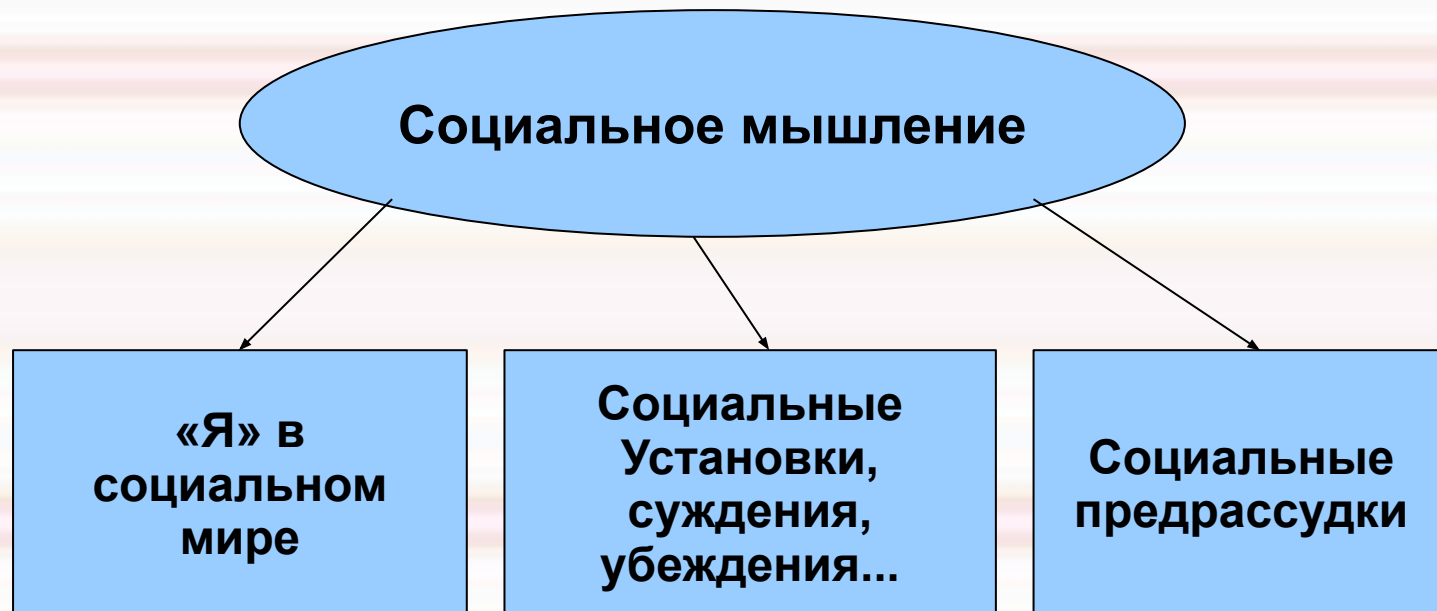 Социальное мышление
«Я» в
социальном
мире
Социальные
Установки,
суждения,
убеждения...
Социальные
предрассудки